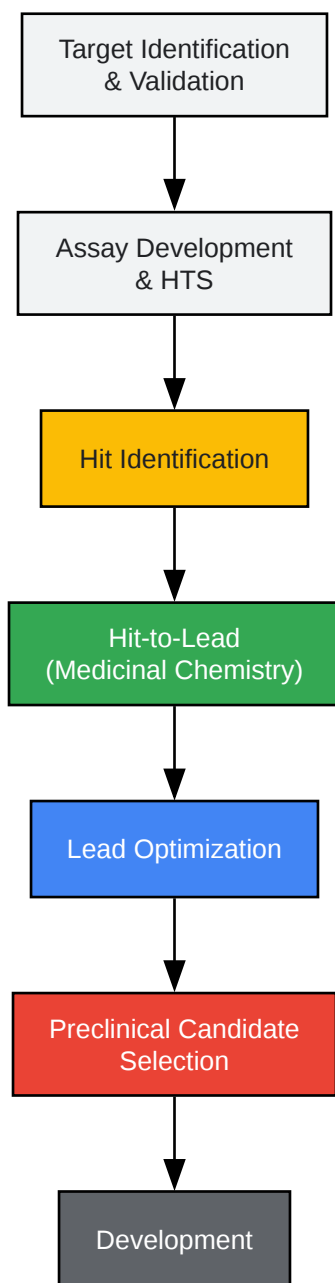 Target Identification
& Validation
Assay Development
& HTS
Hit Identification
Hit-to-Lead
(Medicinal Chemistry)
Lead Optimization
Preclinical Candidate
Selection
Development